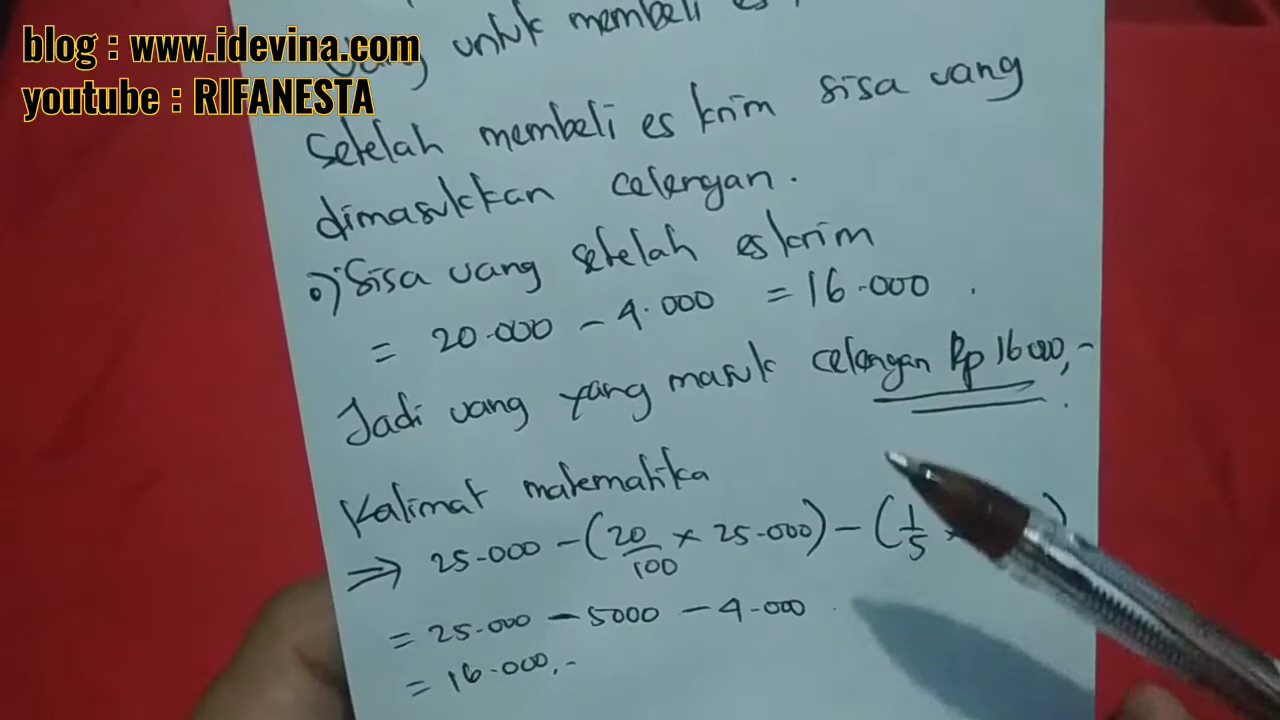 blog : www.idevina.com
youtube : RIFANESTA
uang untuk membeli es
Setelah membeli es krim sisa uang
dimasukkan celengan.
•) Sisa uang setelah es krim
= 20.000 - 4.000 = 16.000.
Jadi uang yang masuk celengan Rp 16000,-
Kalimat matematika
⇒ 25.000 - (20/100 × 25.000) - (1/5 × )
= 25.000 - 5000 - 4.000
= 16.000,-